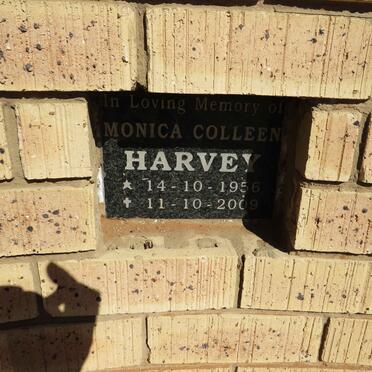 In Loving Memory of
MONICA COLLEEN
HARVEY
★ 14-10-1956
✝ 11-10-2009